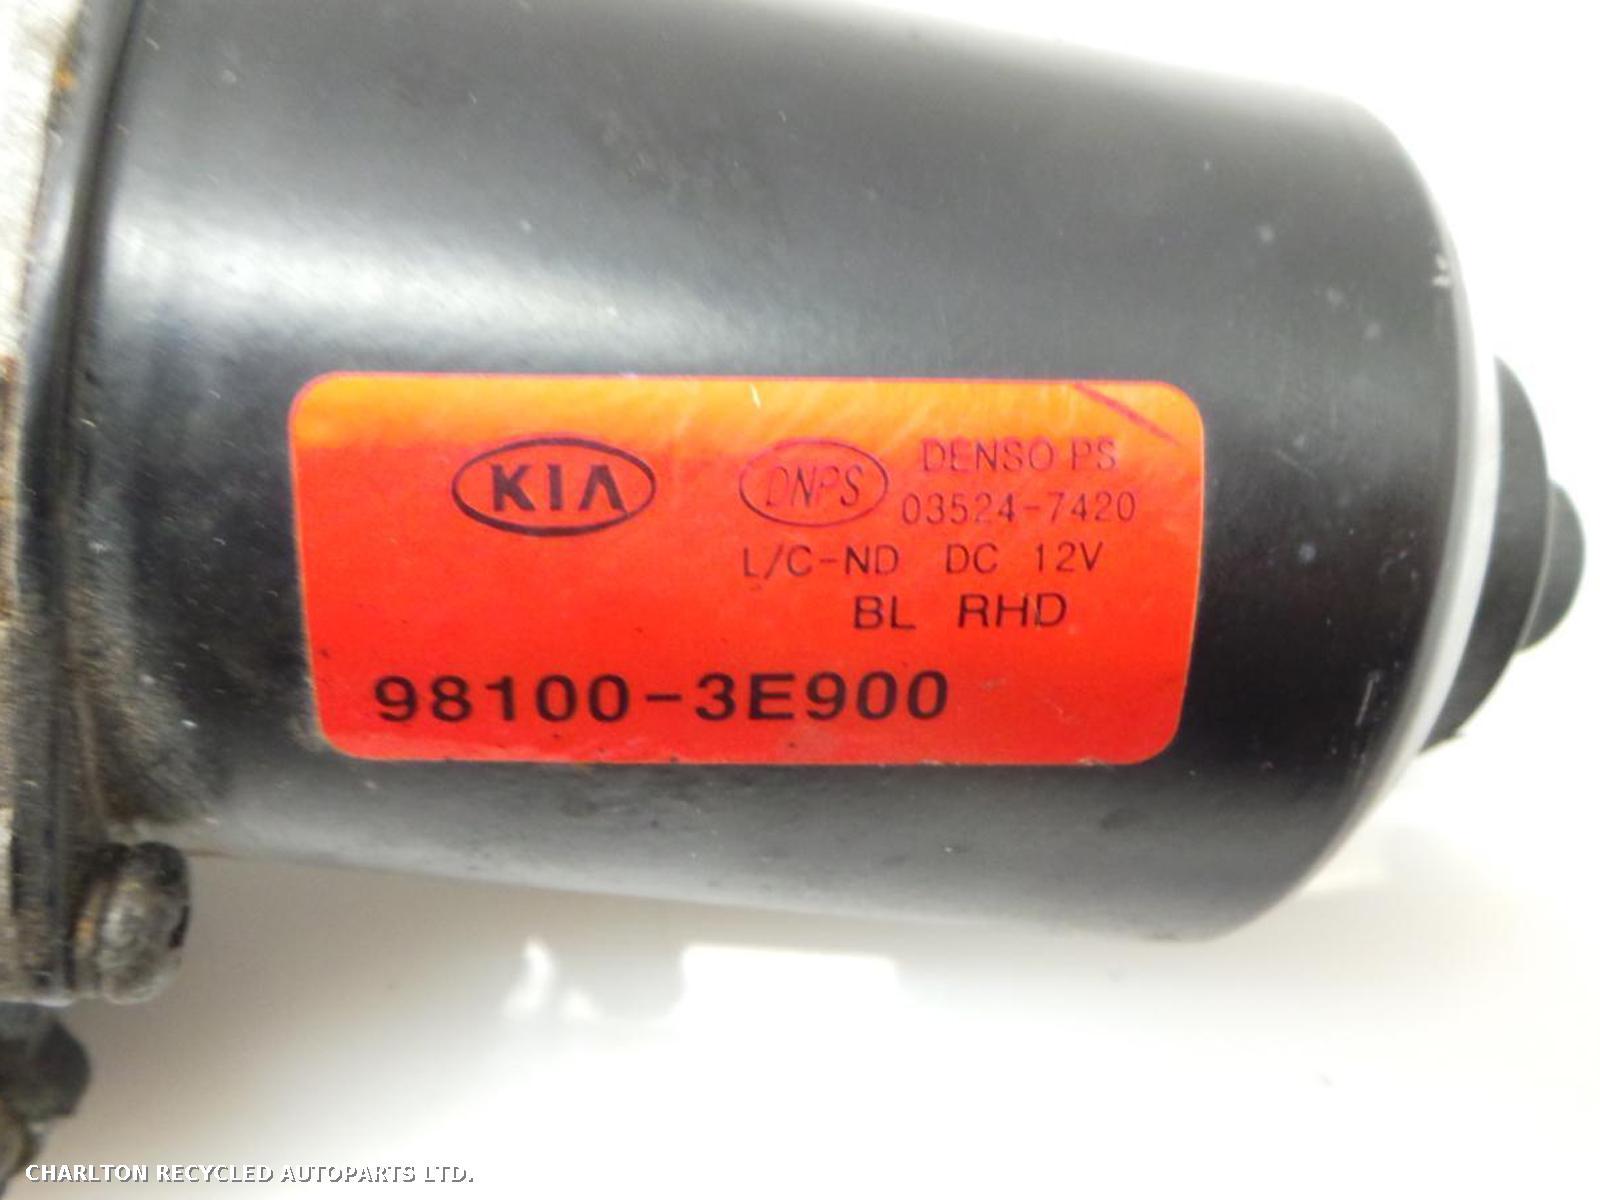 KIA
DNPS
DENSO PS
03524-7420
L/C-ND DC 12V
BL RHD
98100-3E900
CHARLTON RECYCLED AUTOPARTS LTD.